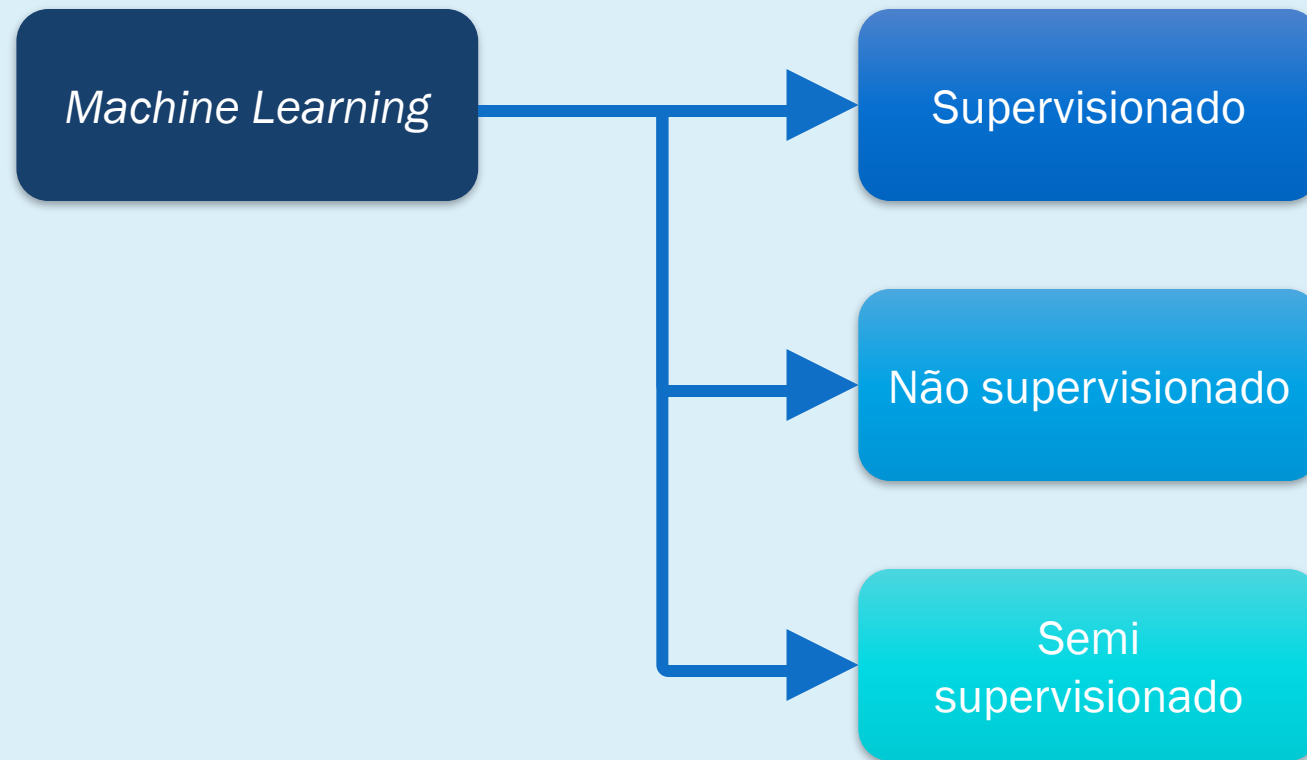 Machine Learning
Supervisionado
Não supervisionado
Semi
supervisionado